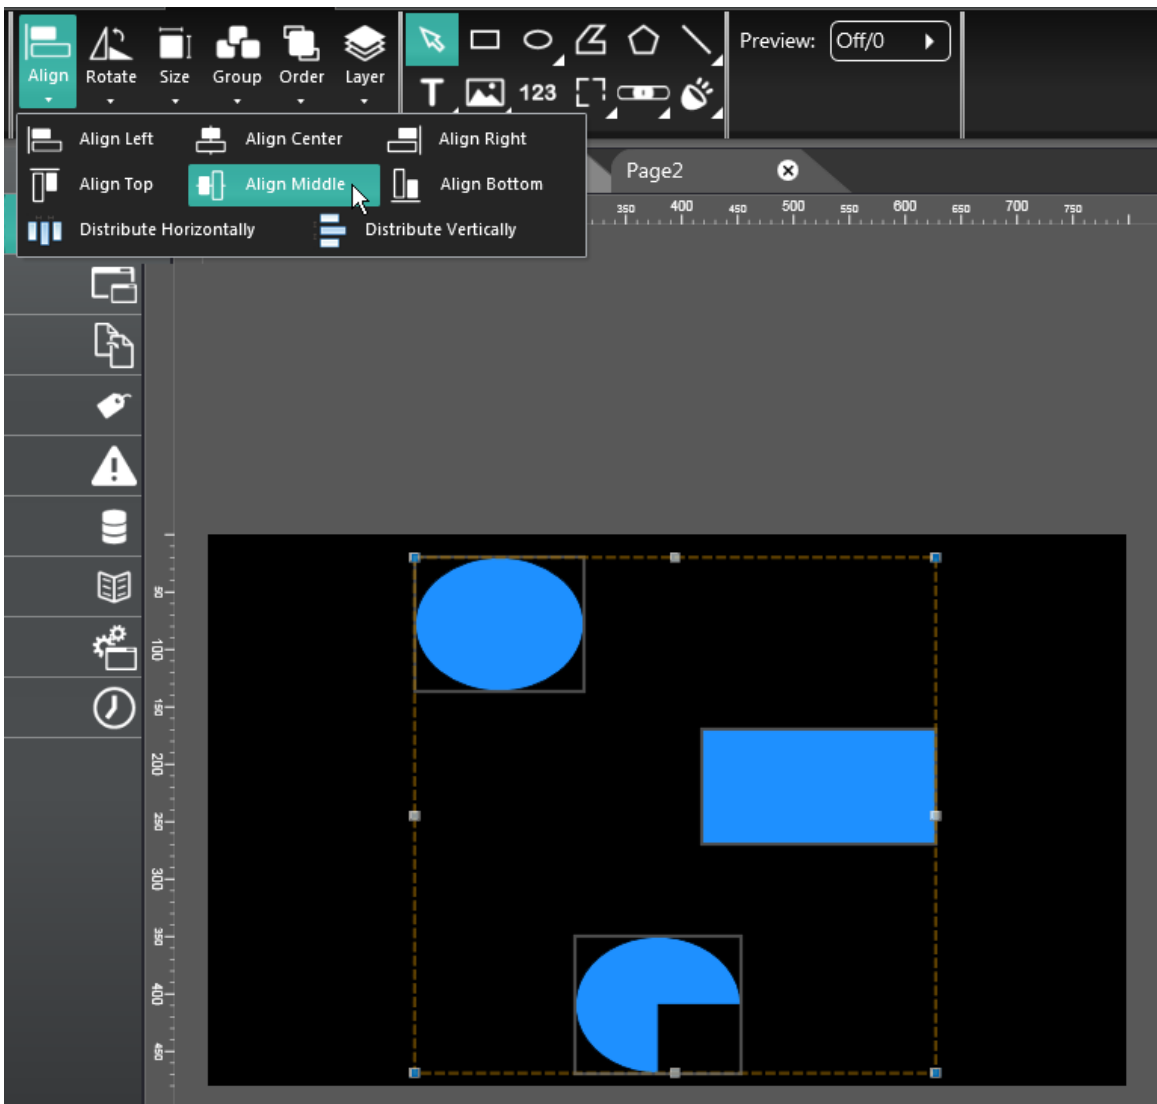 Align Rotate Size Group Order Layer
T 123
Preview: Off/0
Align Left Align Center Align Right
Align Top Align Middle Align Bottom
Distribute Horizontally Distribute Vertically
Page2
350 400 450 500 550 600 650 700 750
50
100
150
200
250
300
350
400
450